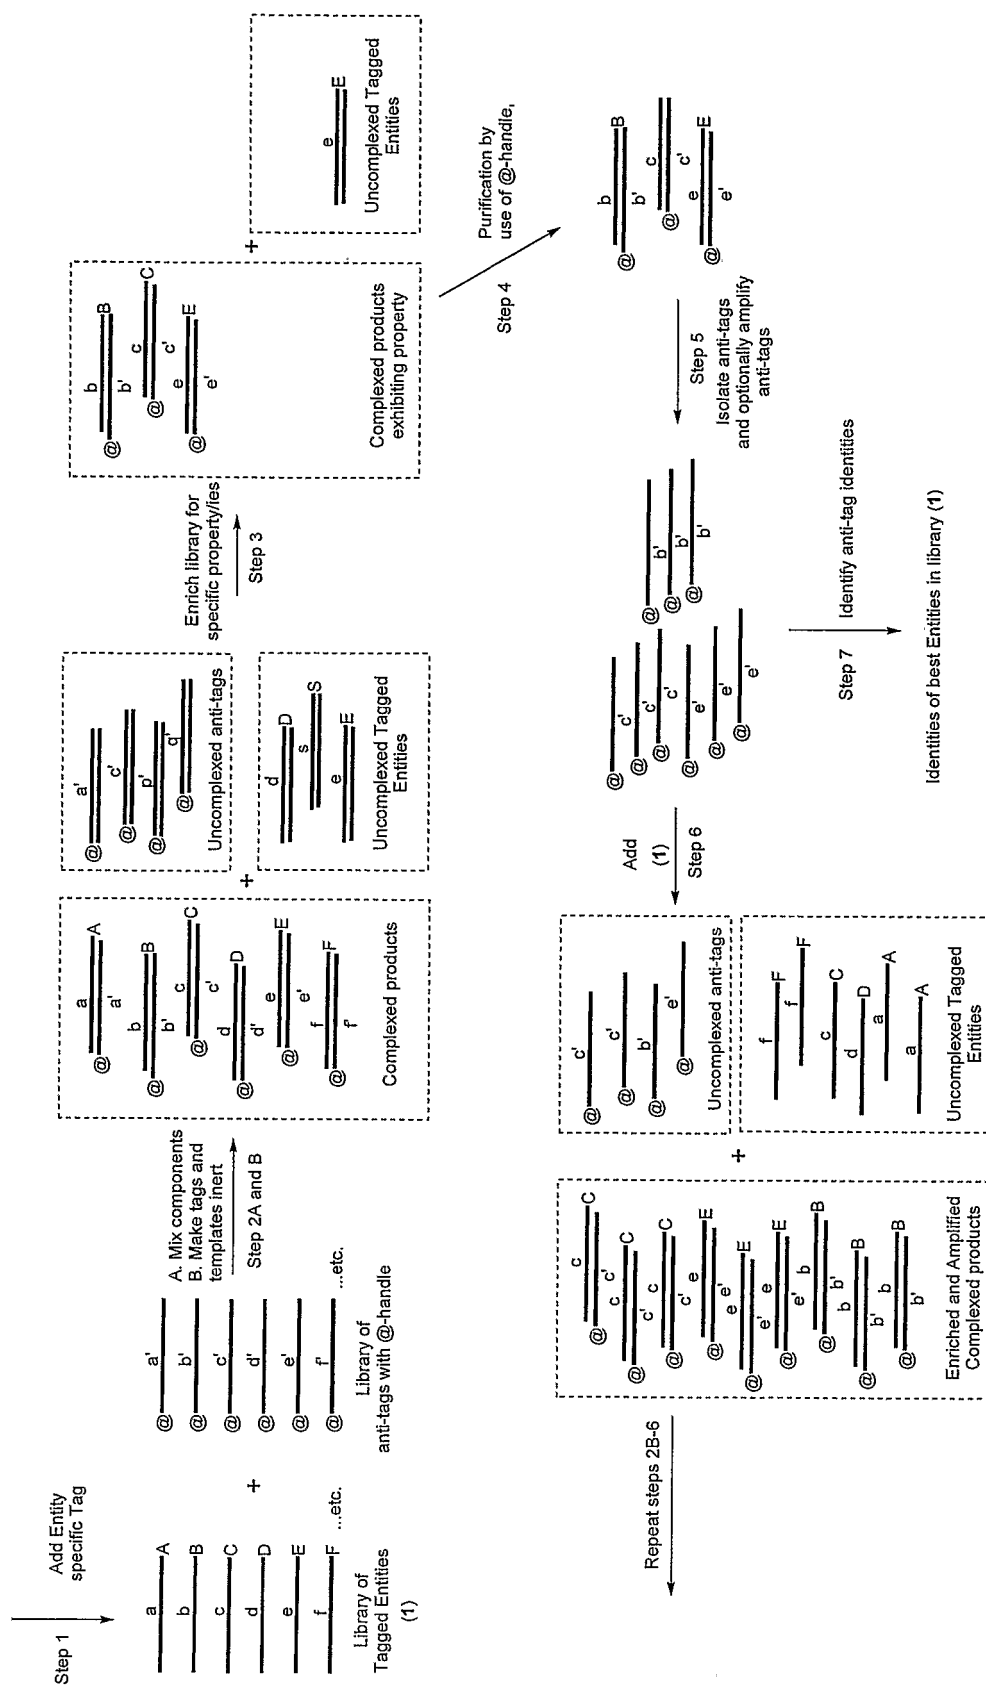 Step 1
Add Entity
specific Tag
a
A
b
B
c
C
d
D
e
E
f
F
...etc.
Library of
Tagged Entities
(1)
+
@
a'
@
b'
@
c'
@
d'
@
e'
@
f'
...etc.
Library of
anti-tags with @-handle
A. Mix components
B. Make tags and
templates inert
Step 2A and B
a
A
@
a'
b
B
@
b'
c
C
@
c'
d
D
@
d'
e
E
@
e'
f
F
@
f'
Complexed products
+
@
a'
@
c'
@
p'
@
q'
Uncomplexed anti-tags
d
D
s
S
e
E
Uncomplexed Tagged
Entities
Enrich library for
specific property/ies
Step 3
b
B
@
b'
c
C
@
c'
e
E
@
e'
Complexed products
exhibiting property
+
e
E
Uncomplexed Tagged
Entities
Step 4
Purification by
use of @-handle,
b
B
@
b'
c
@
c'
e
E
@
e'
Step 5
Isolate anti-tags
and optionally amplify
anti-tags
@
c'
@
c'
@
c'
@
e'
@
e'
@
e'
@
b'
@
b'
@
b'
Step 7
Identify anti-tag identities
Identities of best Entities in library (1)
Add
(1)
Step 6
@
c'
@
c'
@
b'
@
e'
Uncomplexed anti-tags
f
F
f
F
c
C
d
D
a
A
a
A
Uncomplexed Tagged
Entities
+
c
C
@
c'
c
C
@
c'
c
C
@
c'
e
E
@
e'
e
E
@
e'
e
E
@
e'
b
B
@
b'
b
B
@
b'
b
B
@
b'
Enriched and Amplified
Complexed products
Repeat steps 2B-6